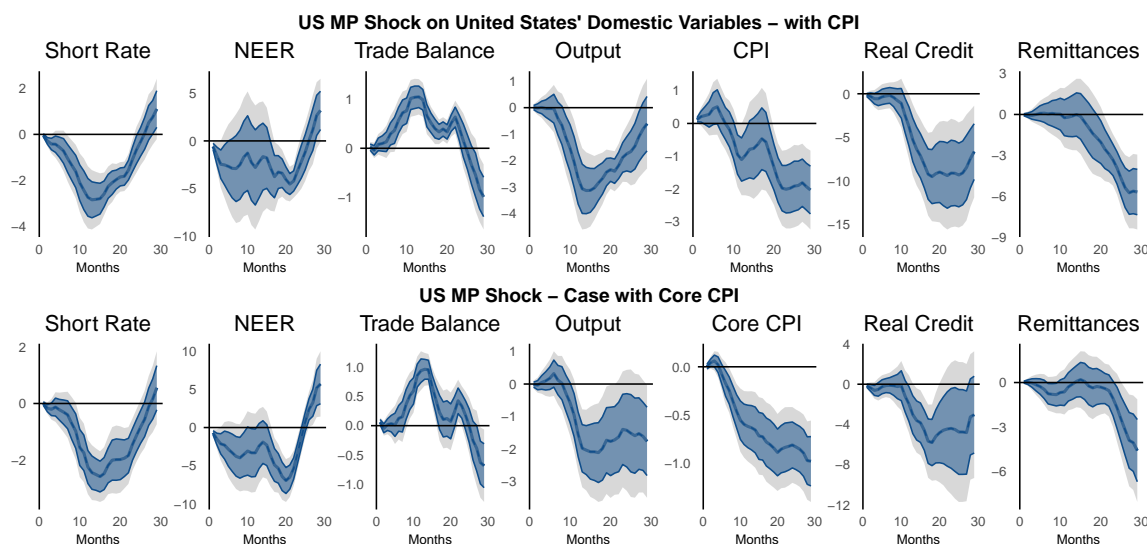 US MP Shock on United States' Domestic Variables – with CPI
Short Rate NEER Trade Balance Output CPI Real Credit Remittances
2
0
−2
−4
0 10 20 30
Months
5
0
−5
−10
0 10 20 30
Months
1
0
−1
0 10 20 30
Months
1
0
−1
−2
−3
−4
0 10 20 30
Months
1
0
−1
−2
−3
0 10 20 30
Months
0
−5
−10
−15
0 10 20 30
Months
3
0
−3
−6
−9
0 10 20 30
Months
US MP Shock – Case with Core CPI
Short Rate NEER Trade Balance Output Core CPI Real Credit Remittances
2
0
−2
0 10 20 30
Months
10
5
0
−5
−10
0 10 20 30
Months
1.0
0.5
0.0
−0.5
−1.0
0 10 20 30
Months
1
0
−1
−2
−3
0 10 20 30
Months
0.0
−0.5
−1.0
0 10 20 30
Months
4
0
−4
−8
−12
0 10 20 30
Months
3
0
−3
−6
0 10 20 30
Months